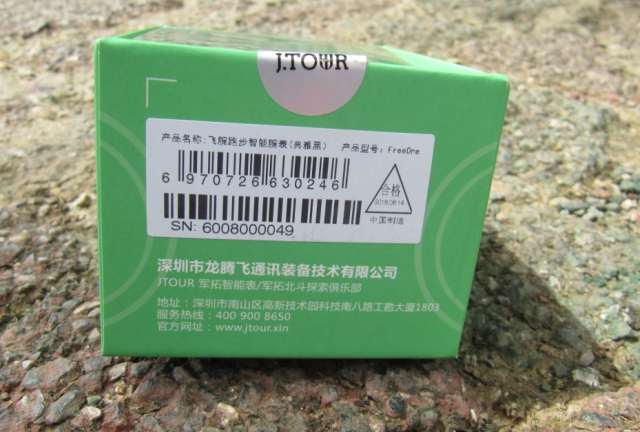 J.TOUR
产品名称:飞腕跑步智能腕表(典雅黑) 产品型号: FreeOne
6 970726 630246
合格
20160614
中国制造
SN: 6008000049
深圳市龙腾飞通讯装备技术有限公司
JTOUR 军拓智能表/军拓北斗探索俱乐部
地址: 深圳市南山区高新技术园科技南八路工勘大厦1803
服务热线: 400 900 8650
官方网址: www.jtour.xin